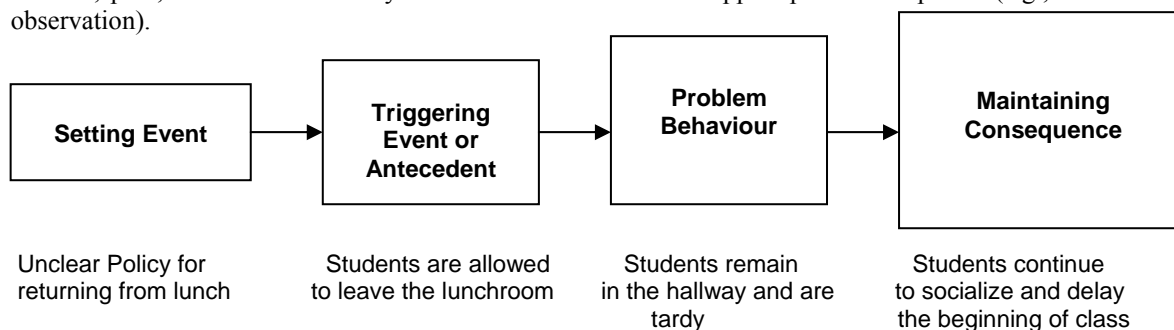 observation).
Setting Event
Triggering
Event or
Antecedent
Problem
Behaviour
Maintaining
Consequence
Unclear Policy for
returning from lunch
Students are allowed
to leave the lunchroom
Students remain
in the hallway and are
tardy
Students continue
to socialize and delay
the beginning of class